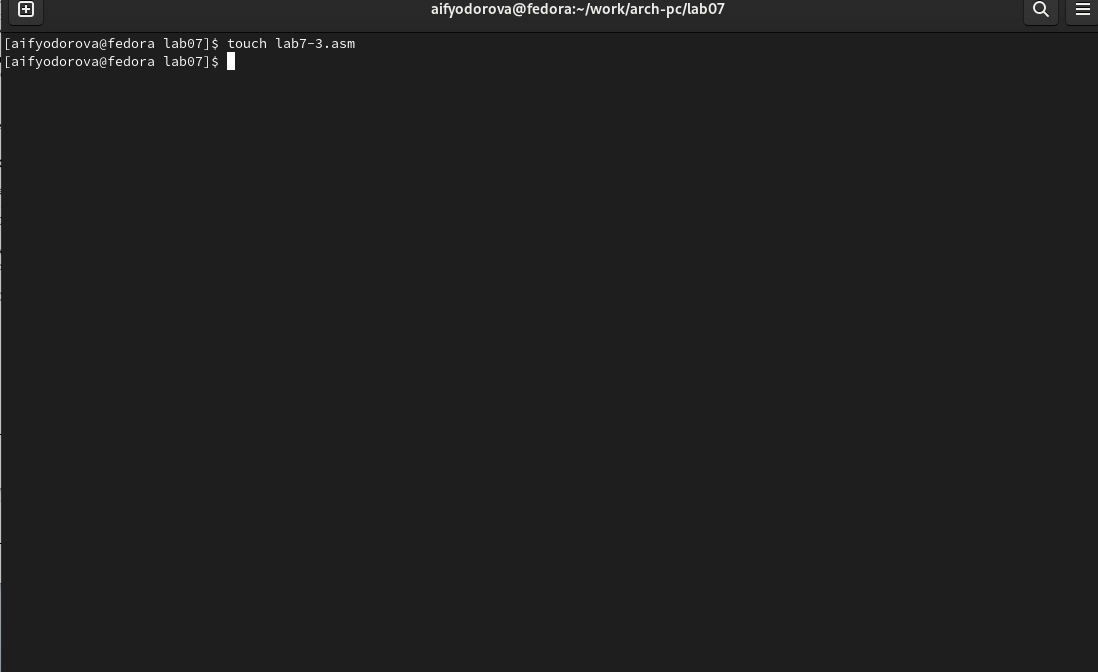 aifyodorova@fedora:~/work/arch-pc/lab07
[aifyodorova@fedora lab07]$ touch lab7-3.asm
[aifyodorova@fedora lab07]$